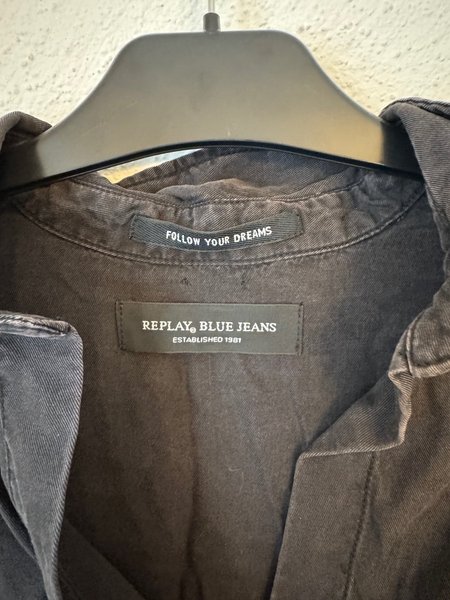 FOLLOW YOUR DREAMS
REPLAY® BLUE JEANS
ESTABLISHED 1981